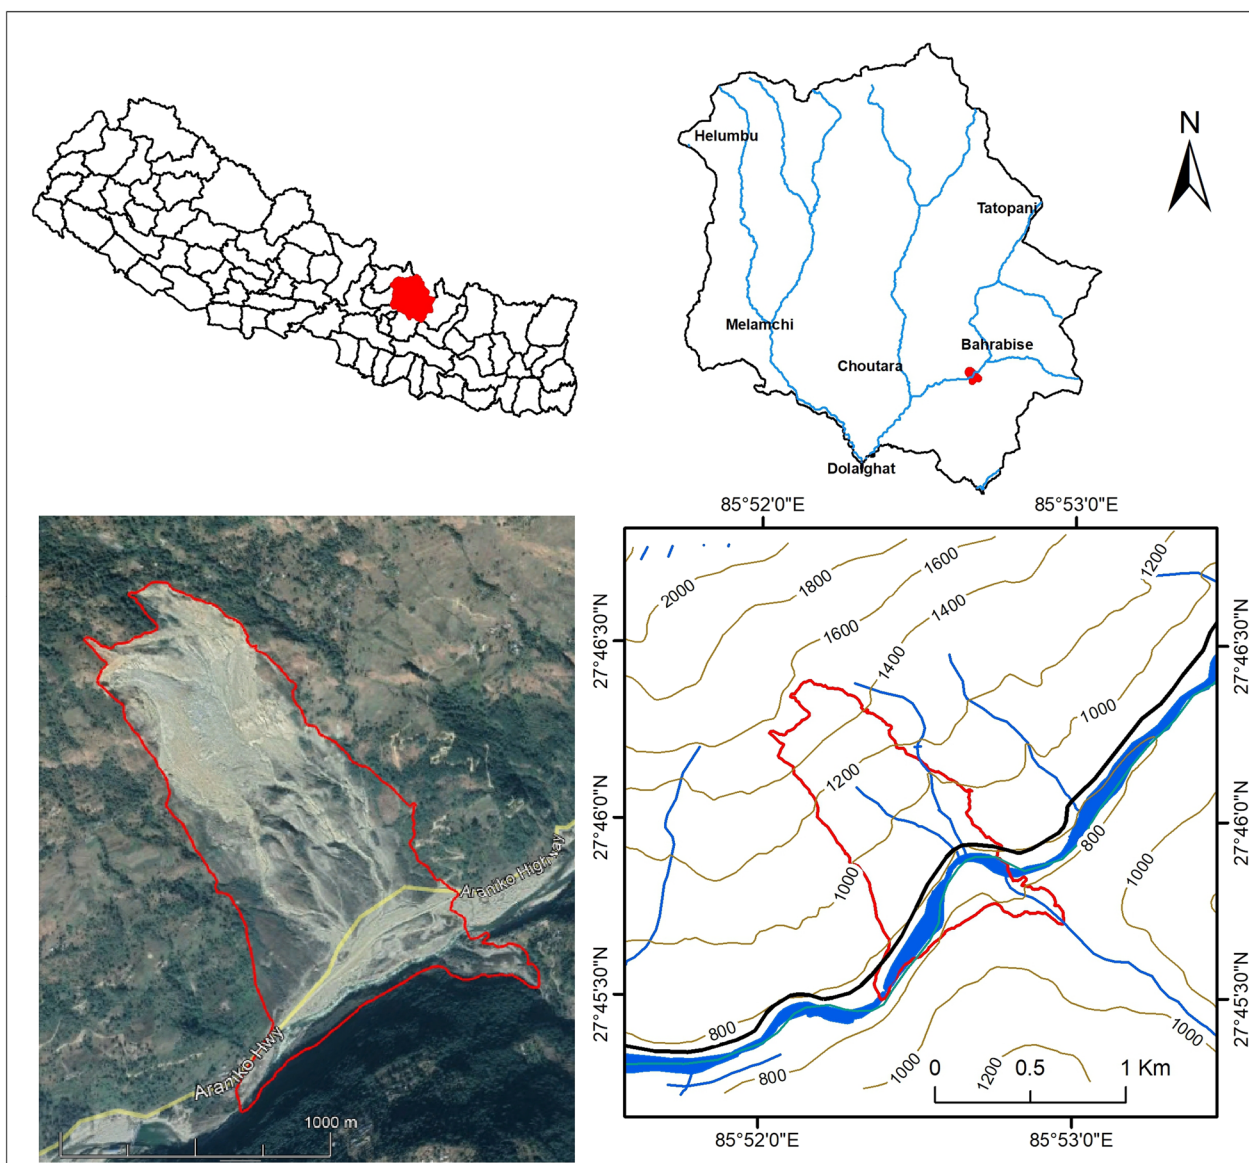 N
Helumbu
Tatopani
Melamchi
Bahrabise
Choutara
Dolalghat
85°52'0"E
85°53'0"E
Araniko Highway
Araniko Hwy
1000 m
2000
1800
1600
1200
1400
1600
1400
1000
1200
800
1000
1000
800
800
1000
1200
1000
0
0.5
1 Km
27°46'30"N
27°46'0"N
27°45'30"N
27°46'30"N
27°46'0"N
27°45'30"N
85°52'0"E
85°53'0"E